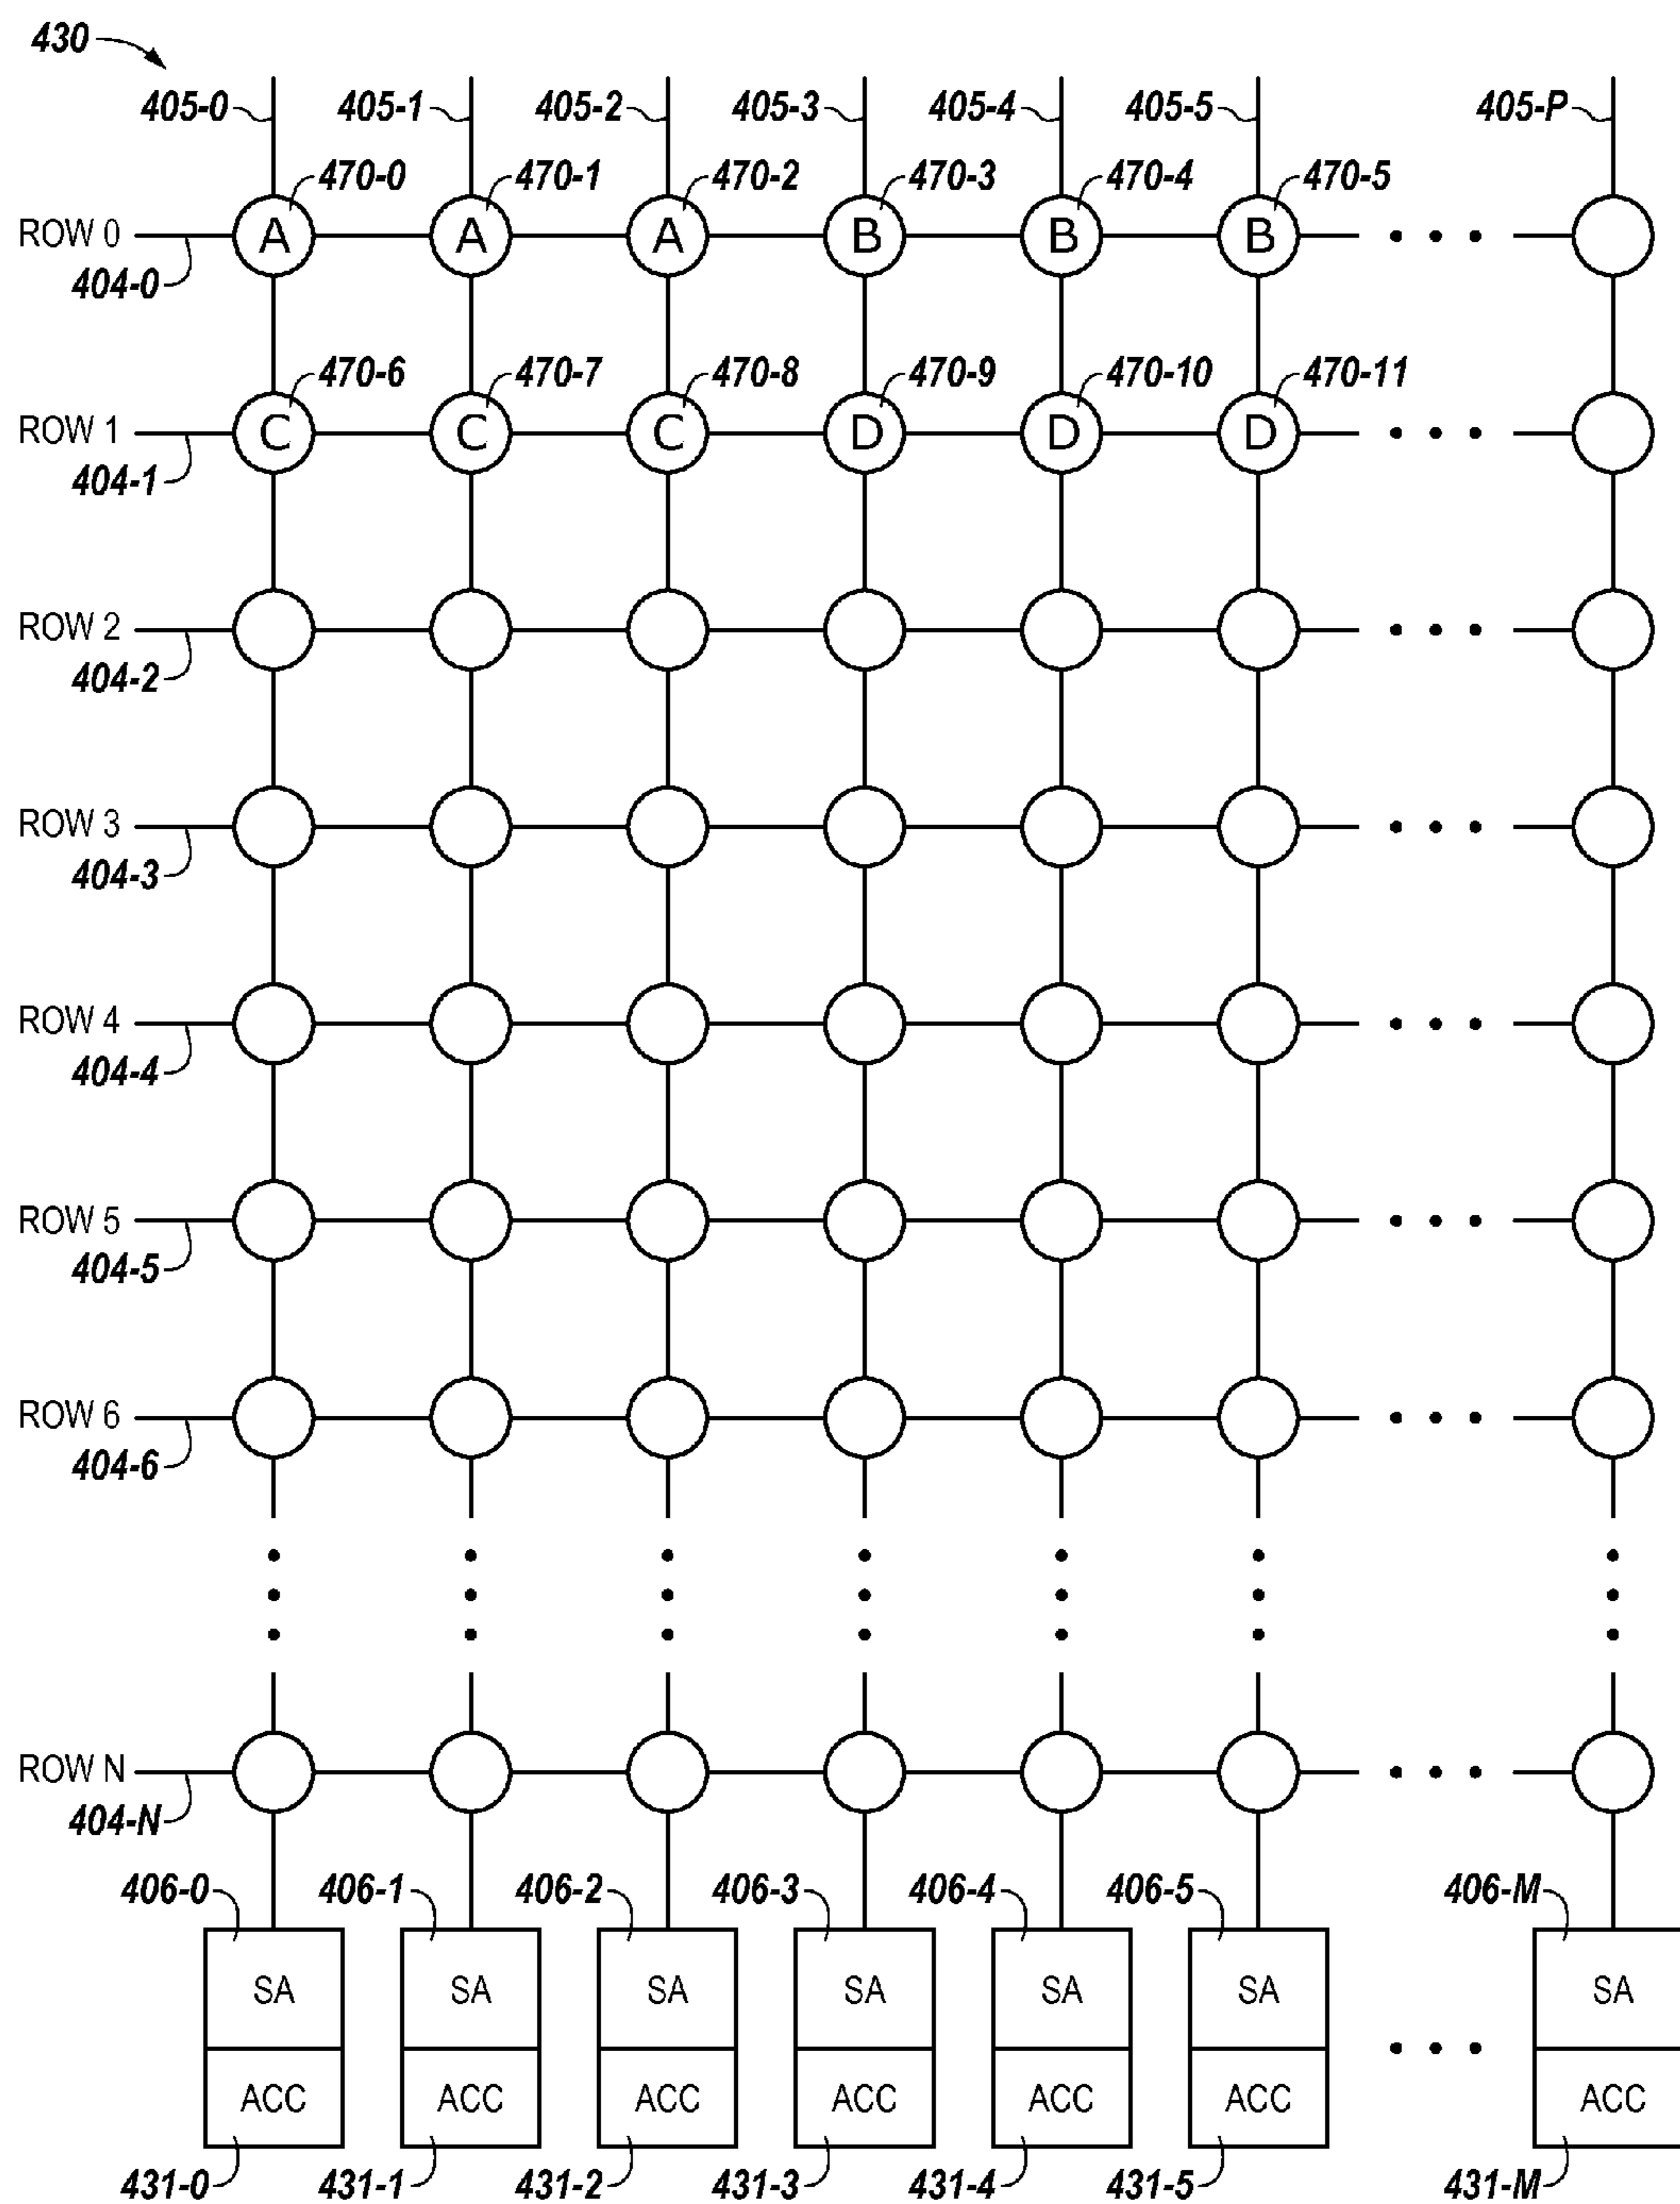 430
405-0 405-1 405-2 405-3 405-4 405-5 405-P
470-0 470-1 470-2 470-3 470-4 470-5
ROW 0 A A A B B B
404-0
470-6 470-7 470-8 470-9 470-10 470-11
ROW 1 C C C D D D
404-1
ROW 2
404-2
ROW 3
404-3
ROW 4
404-4
ROW 5
404-5
ROW 6
404-6
ROW N
404-N
406-0 406-1 406-2 406-3 406-4 406-5 406-M
SA SA SA SA SA SA SA
ACC ACC ACC ACC ACC ACC ACC
431-0 431-1 431-2 431-3 431-4 431-5 431-M